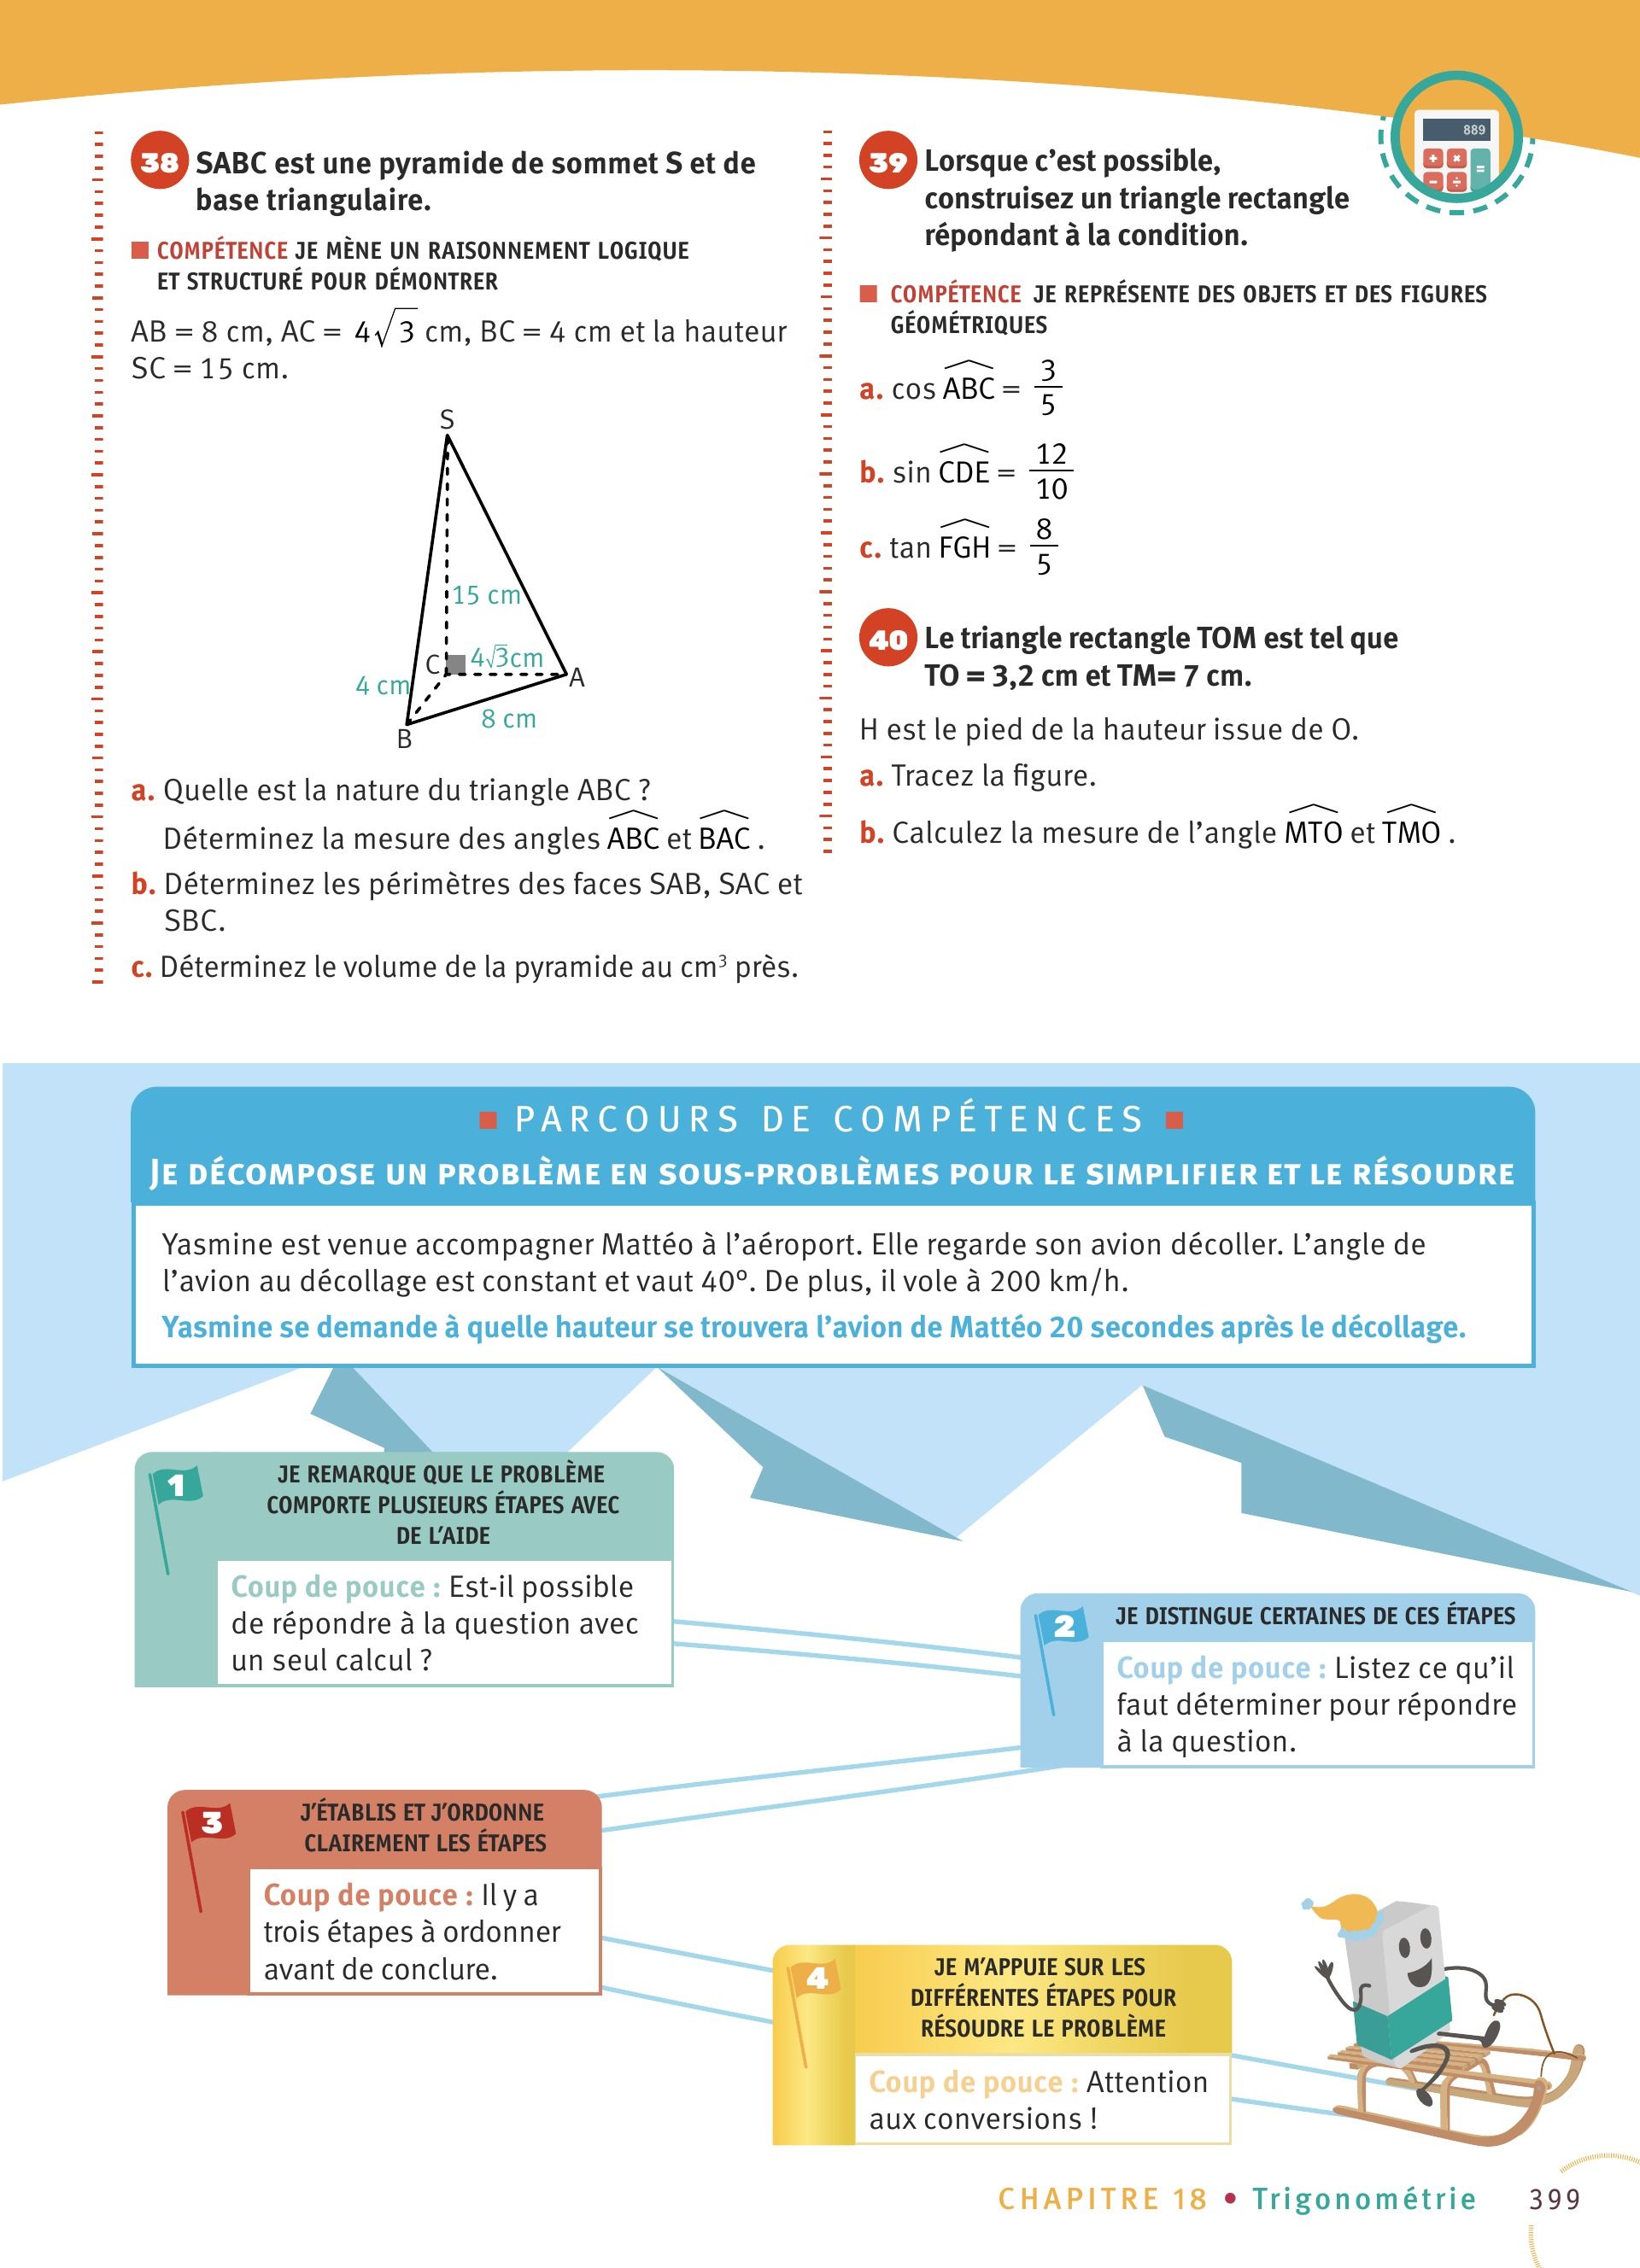 38 SABC est une pyramide de sommet S et de
base triangulaire.
■ COMPÉTENCE JE MÈNE UN RAISONNEMENT LOGIQUE
ET STRUCTURÉ POUR DÉMONTRER
AB = 8 cm, AC = 4√3 cm, BC = 4 cm et la hauteur
SC = 15 cm.
S
15 cm
C
4√3cm
A
4 cm
8 cm
B
a. Quelle est la nature du triangle ABC ?
Déterminez la mesure des angles ABC et BAC .
b. Déterminez les périmètres des faces SAB, SAC et
SBC.
c. Déterminez le volume de la pyramide au cm³ près.
889
39 Lorsque c’est possible,
construisez un triangle rectangle
répondant à la condition.
■ COMPÉTENCE JE REPRÉSENTE DES OBJETS ET DES FIGURES
GÉOMÉTRIQUES
a. cos ABC = 3/5
b. sin CDE = 12/10
c. tan FGH = 8/5
40 Le triangle rectangle TOM est tel que
TO = 3,2 cm et TM= 7 cm.
H est le pied de la hauteur issue de O.
a. Tracez la figure.
b. Calculez la mesure de l’angle MTO et TMO .
■ PARCOURS DE COMPÉTENCES ■
JE DÉCOMPOSE UN PROBLÈME EN SOUS-PROBLÈMES POUR LE SIMPLIFIER ET LE RÉSOUDRE
Yasmine est venue accompagner Mattéo à l’aéroport. Elle regarde son avion décoller. L’angle de
l’avion au décollage est constant et vaut 40°. De plus, il vole à 200 km/h.
Yasmine se demande à quelle hauteur se trouvera l’avion de Mattéo 20 secondes après le décollage.
1
JE REMARQUE QUE LE PROBLÈME
COMPORTE PLUSIEURS ÉTAPES AVEC
DE L’AIDE
Coup de pouce : Est-il possible
de répondre à la question avec
un seul calcul ?
2
JE DISTINGUE CERTAINES DE CES ÉTAPES
Coup de pouce : Listez ce qu’il
faut déterminer pour répondre
à la question.
3
J’ÉTABLIS ET J’ORDONNE
CLAIREMENT LES ÉTAPES
Coup de pouce : Il y a
trois étapes à ordonner
avant de conclure.
4
JE M’APPUIE SUR LES
DIFFÉRENTES ÉTAPES POUR
RÉSOUDRE LE PROBLÈME
Coup de pouce : Attention
aux conversions !
CHAPITRE 18 • Trigonométrie 399